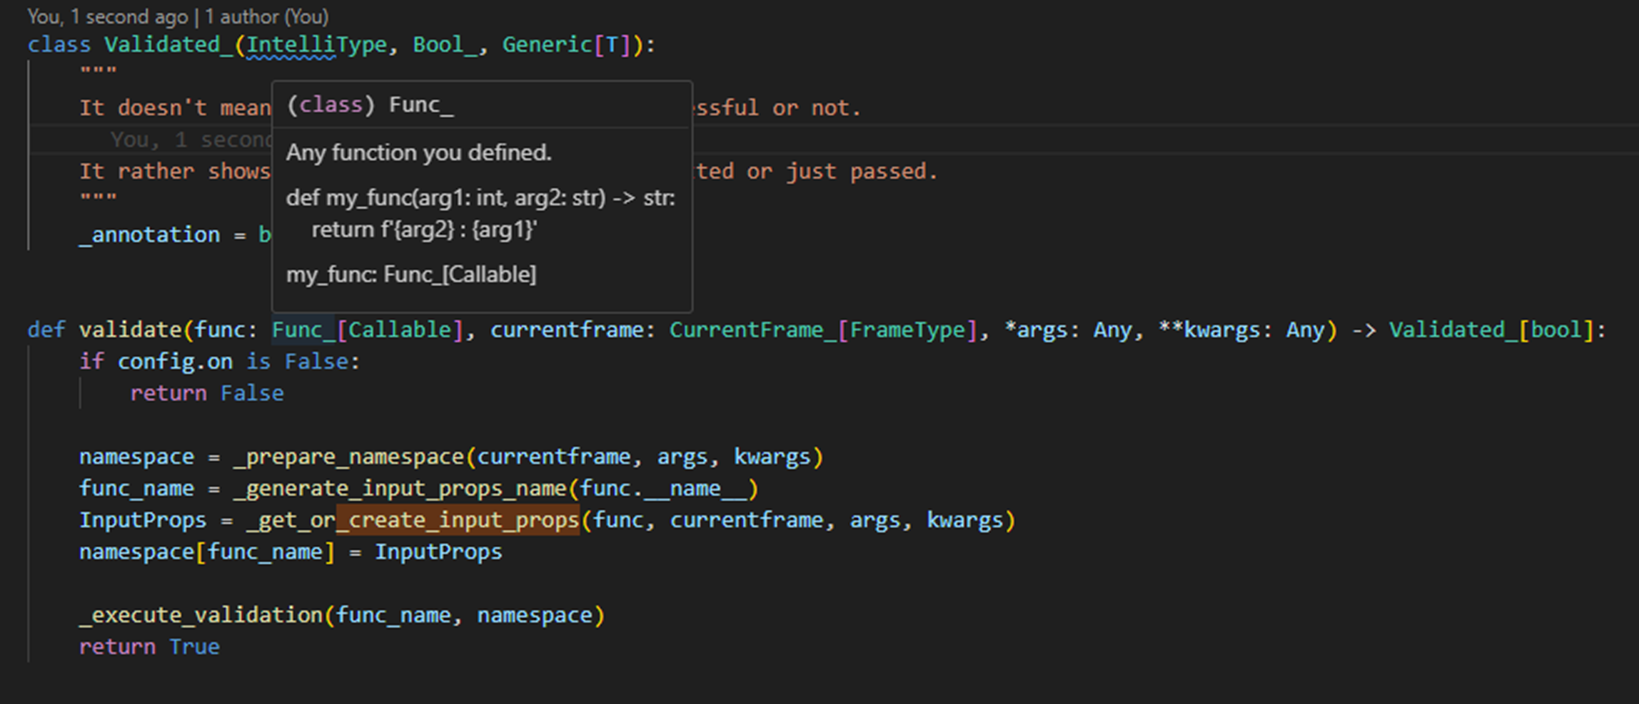 You, 1 second ago | 1 author (You)
class Validated_(IntelliType, Bool_, Generic[T]):
"""
It doesn't mean ssful or not.
You, 1 second
It rather shows ted or just passed.
"""
_annotation = b
(class) Func_
Any function you defined.
def my_func(arg1: int, arg2: str) -> str:
return f'{arg2} : {arg1}'
my_func: Func_[Callable]
def validate(func: Func_[Callable], currentframe: CurrentFrame_[FrameType], *args: Any, **kwargs: Any) -> Validated_[bool]:
if config.on is False:
return False
namespace = _prepare_namespace(currentframe, args, kwargs)
func_name = _generate_input_props_name(func.__name__)
InputProps = _get_or_create_input_props(func, currentframe, args, kwargs)
namespace[func_name] = InputProps
_execute_validation(func_name, namespace)
return True